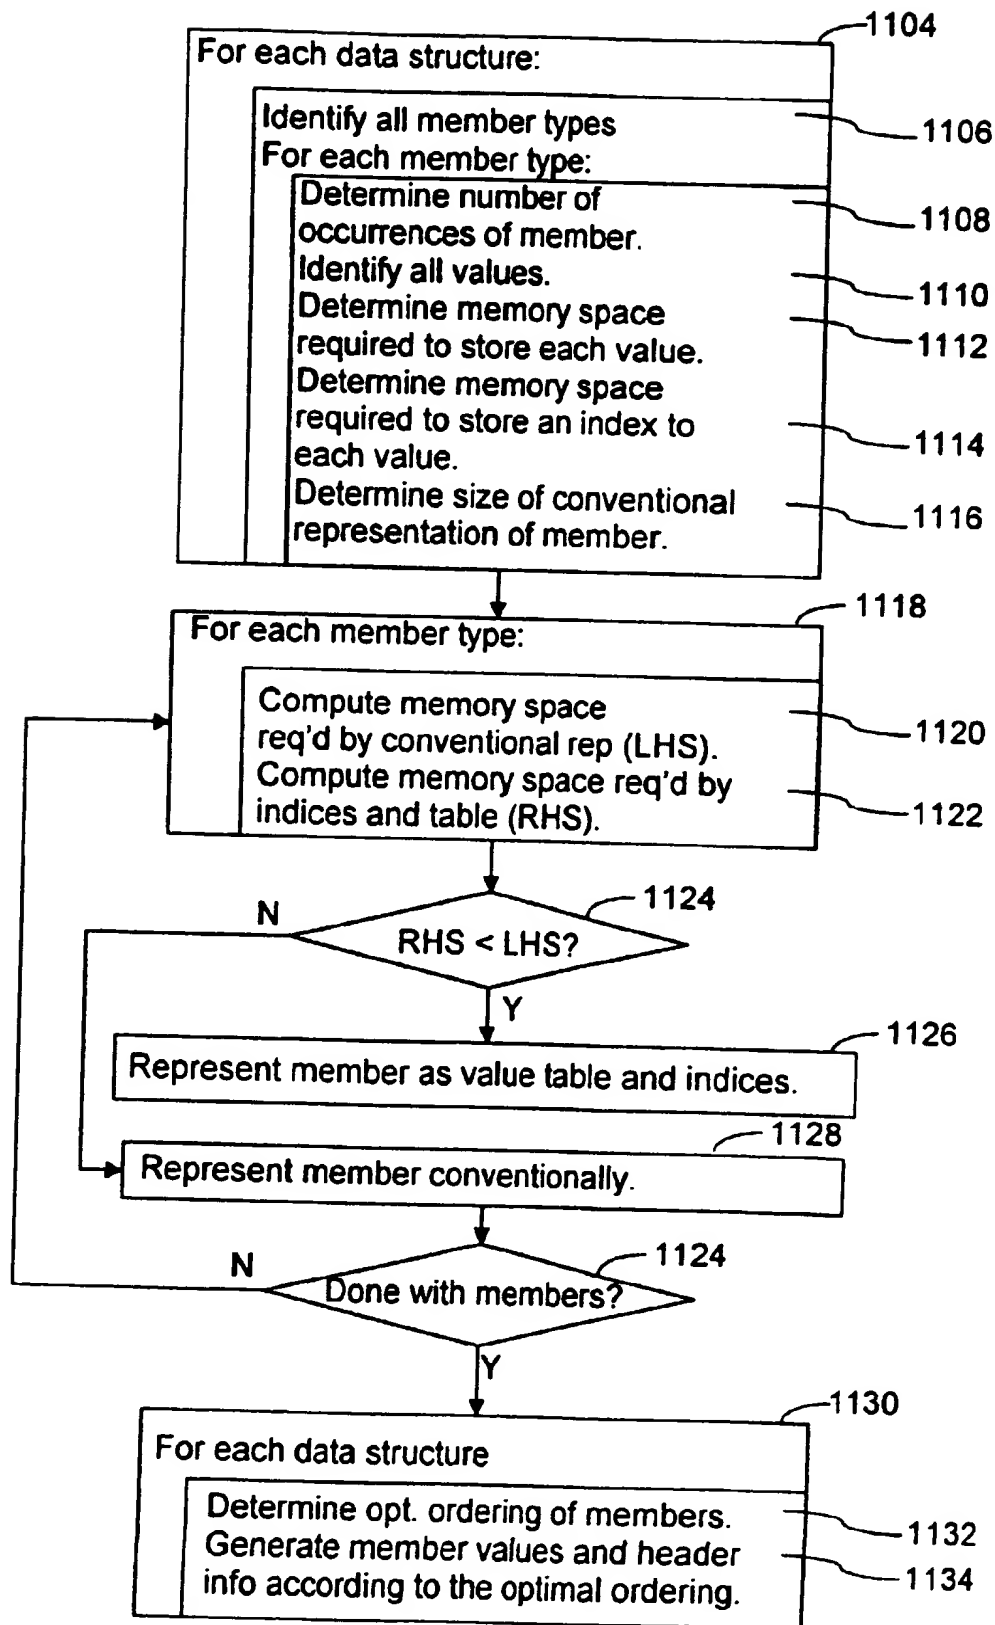 1104
For each data structure:
Identify all member types
1106
For each member type:
Determine number of
1108
occurrences of member.
Identify all values.
1110
Determine memory space
1112
required to store each value.
Determine memory space
required to store an index to
1114
each value.
Determine size of conventional
1116
representation of member.
1118
For each member type:
Compute memory space
1120
req'd by conventional rep (LHS).
Compute memory space req'd by
1122
indices and table (RHS).
1124
N
RHS < LHS?
Y
1126
Represent member as value table and indices.
1128
Represent member conventionally.
1124
N
Done with members?
Y
1130
For each data structure
Determine opt. ordering of members.
1132
Generate member values and header
1134
info according to the optimal ordering.